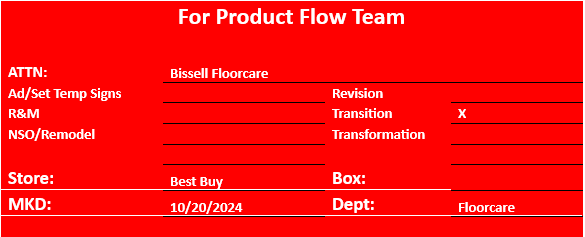 For Product Flow Team
ATTN: Bissell Floorcare
Ad/Set Temp Signs Revision
R&M Transition X
NSO/Remodel Transformation
Store: Best Buy Box:
MKD: 10/20/2024 Dept: Floorcare